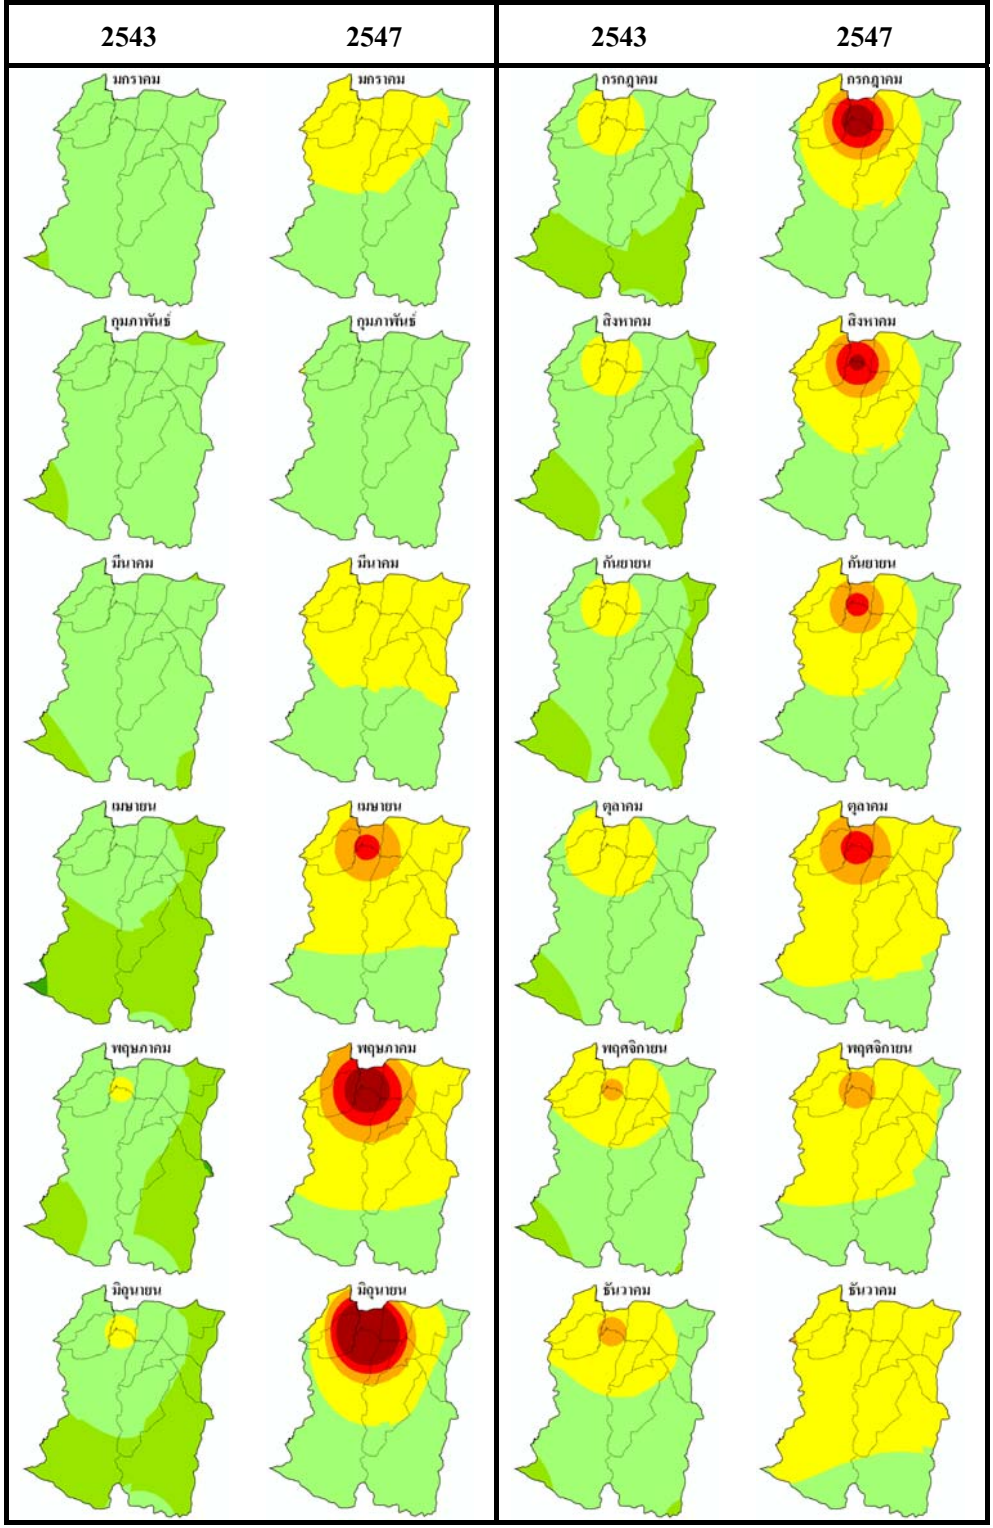 2543 2547 2543 2547
มกราคม มกราคม กรกฎาคม กรกฎาคม
กุมภาพันธ์ กุมภาพันธ์ สิงหาคม สิงหาคม
มีนาคม มีนาคม กันยายน กันยายน
เมษายน เมษายน ตุลาคม ตุลาคม
พฤษภาคม พฤษภาคม พฤศจิกายน พฤศจิกายน
มิถุนายน มิถุนายน ธันวาคม ธันวาคม